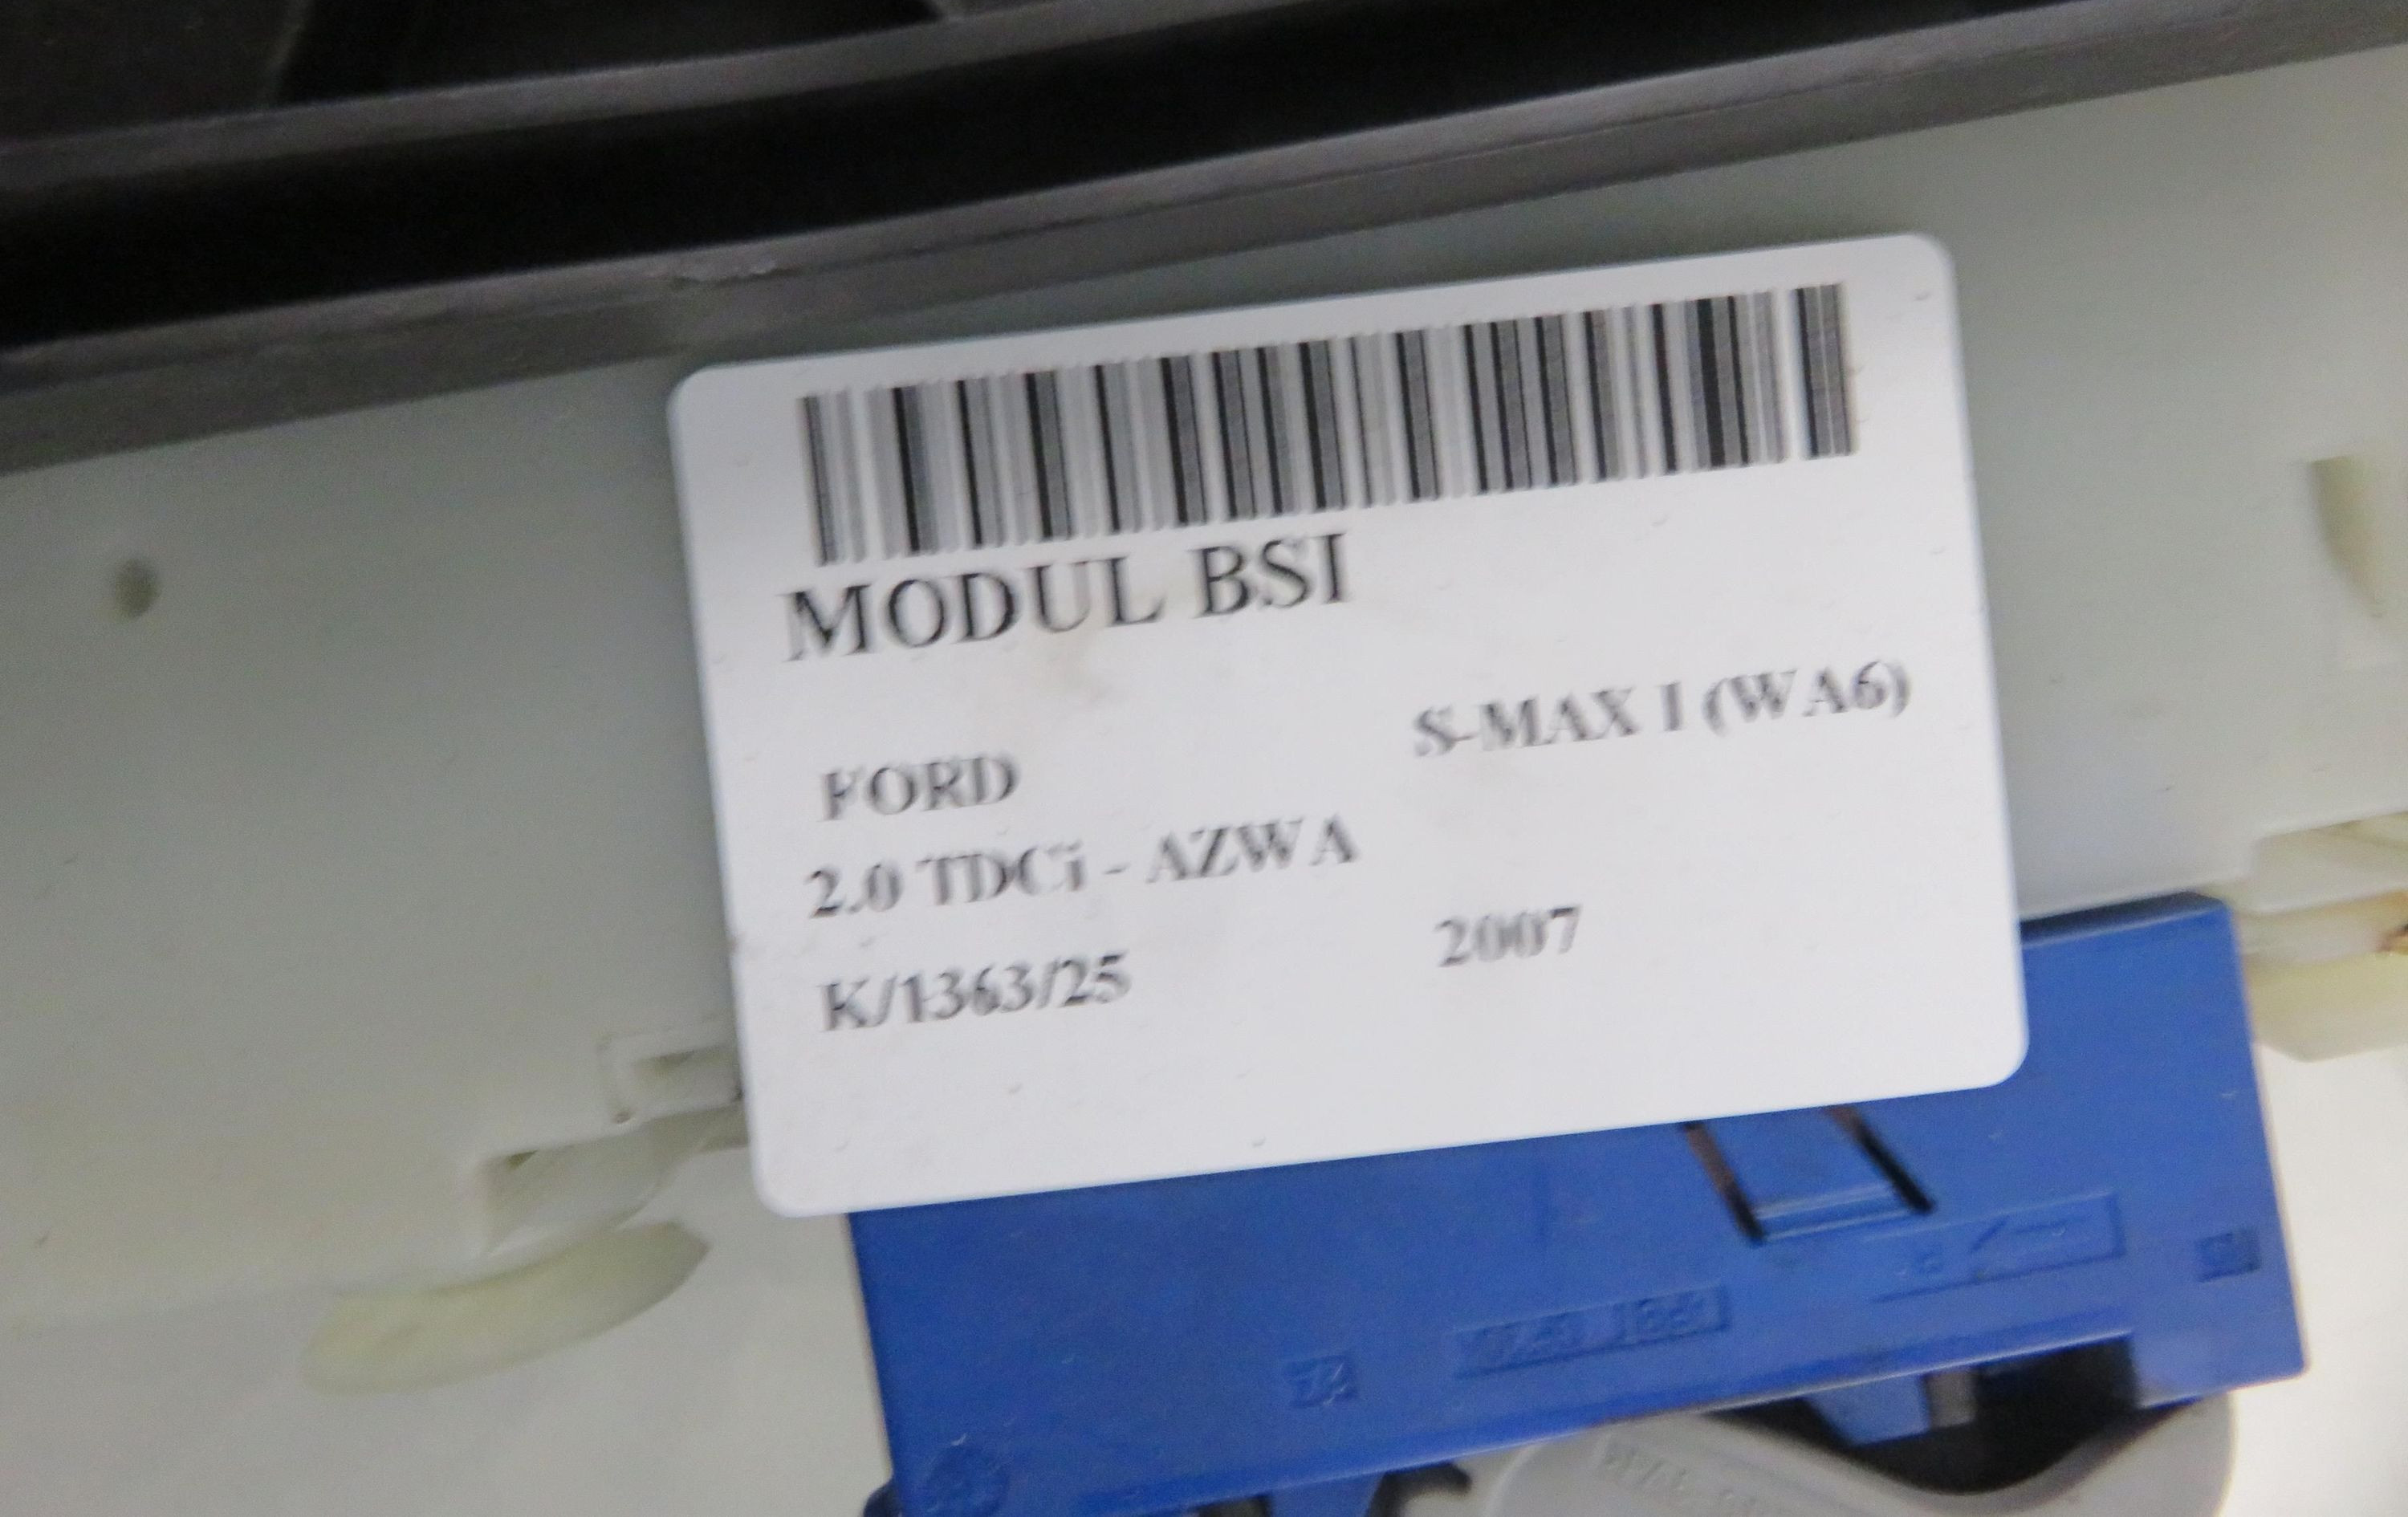 MODUL BSI
S-MAX I (WA6)
FORD
2.0 TDCi - AZWA
2007
K/1363/25